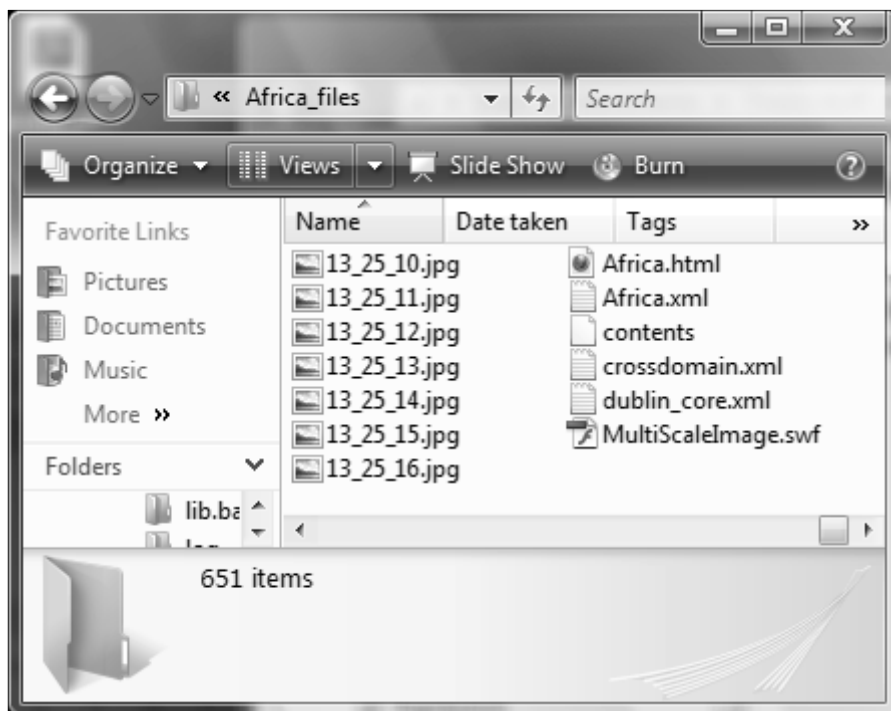 « Africa_files
Search
Organize Views Slide Show Burn ?
Favorite Links
Pictures
Documents
Music
More »
Folders
lib.ba
Name Date taken Tags »
13_25_10.jpg
13_25_11.jpg
13_25_12.jpg
13_25_13.jpg
13_25_14.jpg
13_25_15.jpg
13_25_16.jpg
Africa.html
Africa.xml
contents
crossdomain.xml
dublin_core.xml
MultiScaleImage.swf
651 items